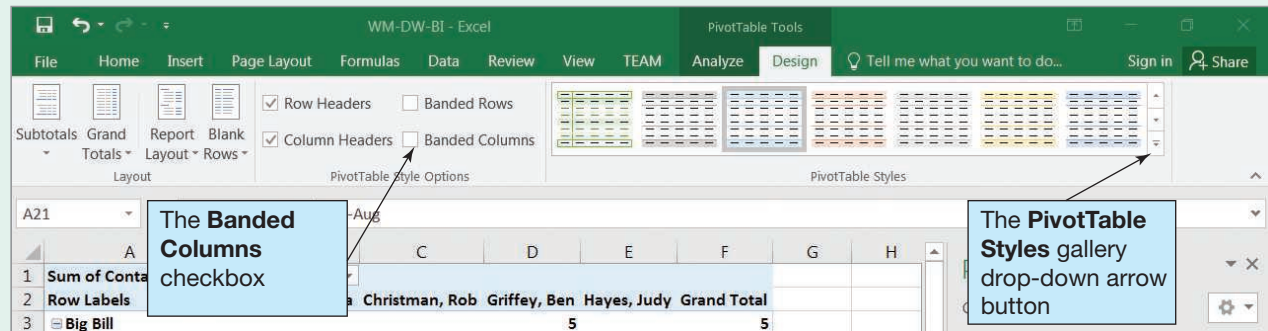 WM-DW-BI - Excel
PivotTable Tools
File Home Insert Page Layout Formulas Data Review View TEAM Analyze Design Tell me what you want to do... Sign in Share
Row Headers Banded Rows
Column Headers Banded Columns
Subtotals Grand Totals Report Layout Blank Rows
Layout PivotTable Style Options PivotTable Styles
A21 -Aug
The Banded
Columns
checkbox
The PivotTable
Styles gallery
drop-down arrow
button
A C D E F G H
1 Sum of Conta
2 Row Labels Christman, Rob Griffey, Ben Hayes, Judy Grand Total
3 Big Bill 5 5